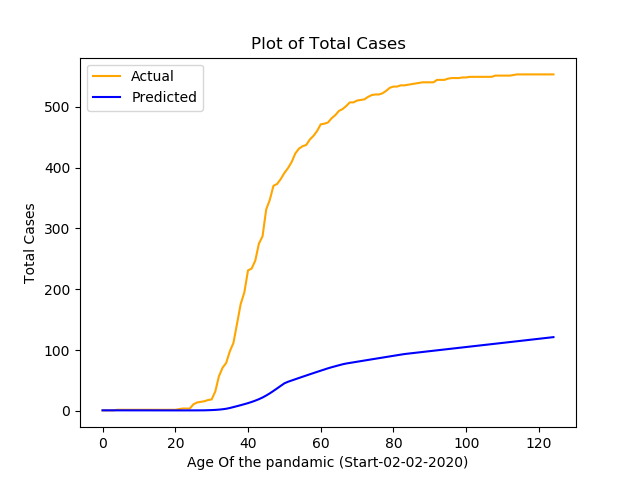 Plot of Total Cases
Actual
Predicted
Total Cases
500
400
300
200
100
0
0 20 40 60 80 100 120
Age Of the pandamic (Start-02-02-2020)